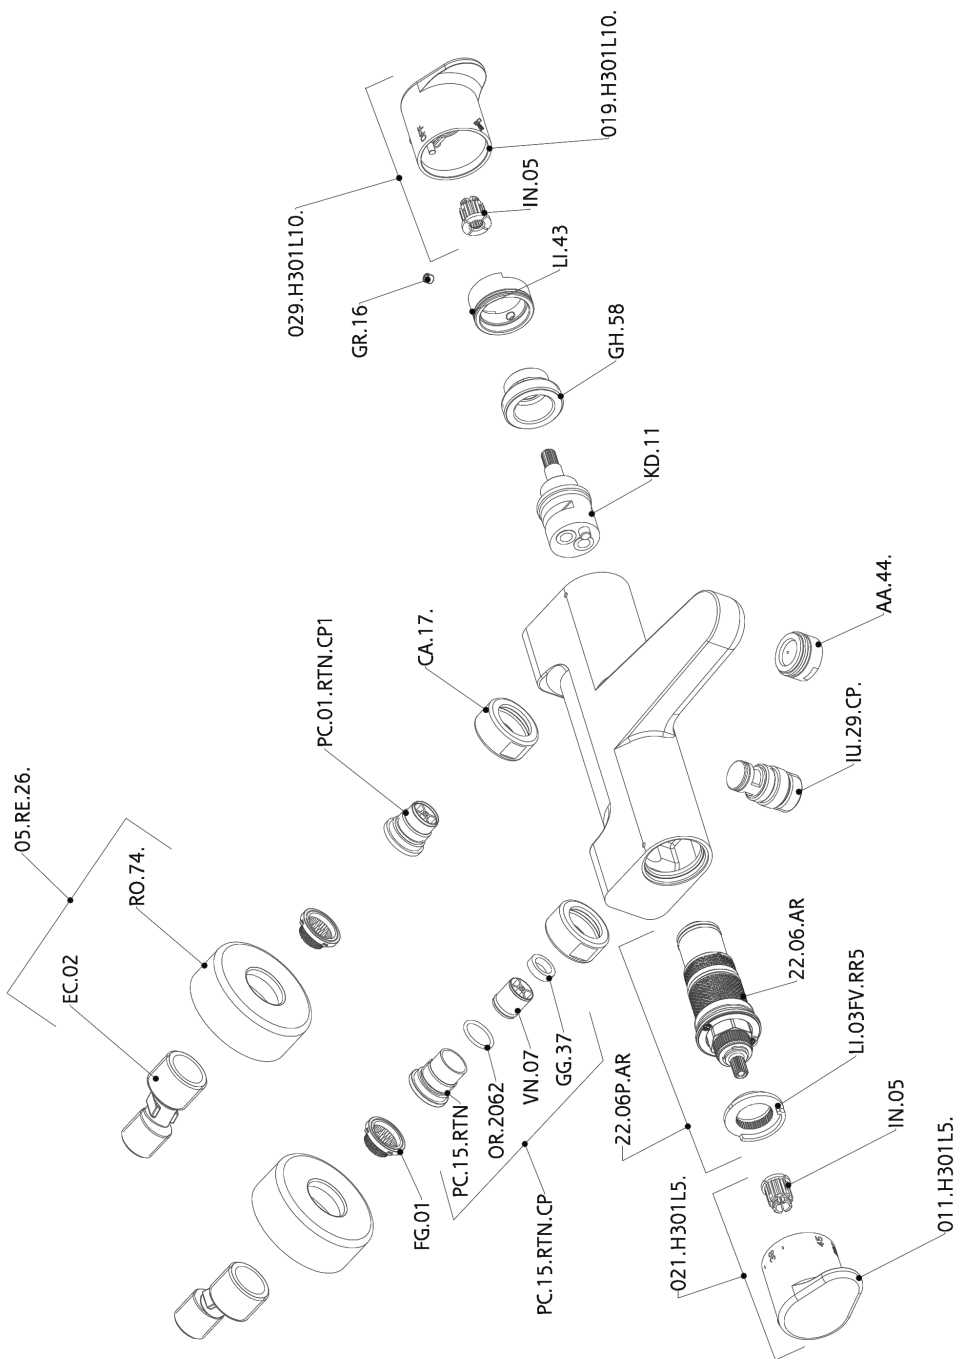 019.H301L10.
029.H301L10.
OFF
IN.05
LI.43
GR.16
GH.58
KD.11
AA.44.
CA.17.
PC.01.RTN.CP1
IU.29.CP.
05.RE.26.
RO.74.
EC.02
22.06.AR
LI.03FV.RR5
GG.37
VN.07
OR.2062
PC.15.RTN
22.06P.AR
IN.05
FG.01
PC.15.RTN.CP
021.H301L5.
011.H301L5.
38
45